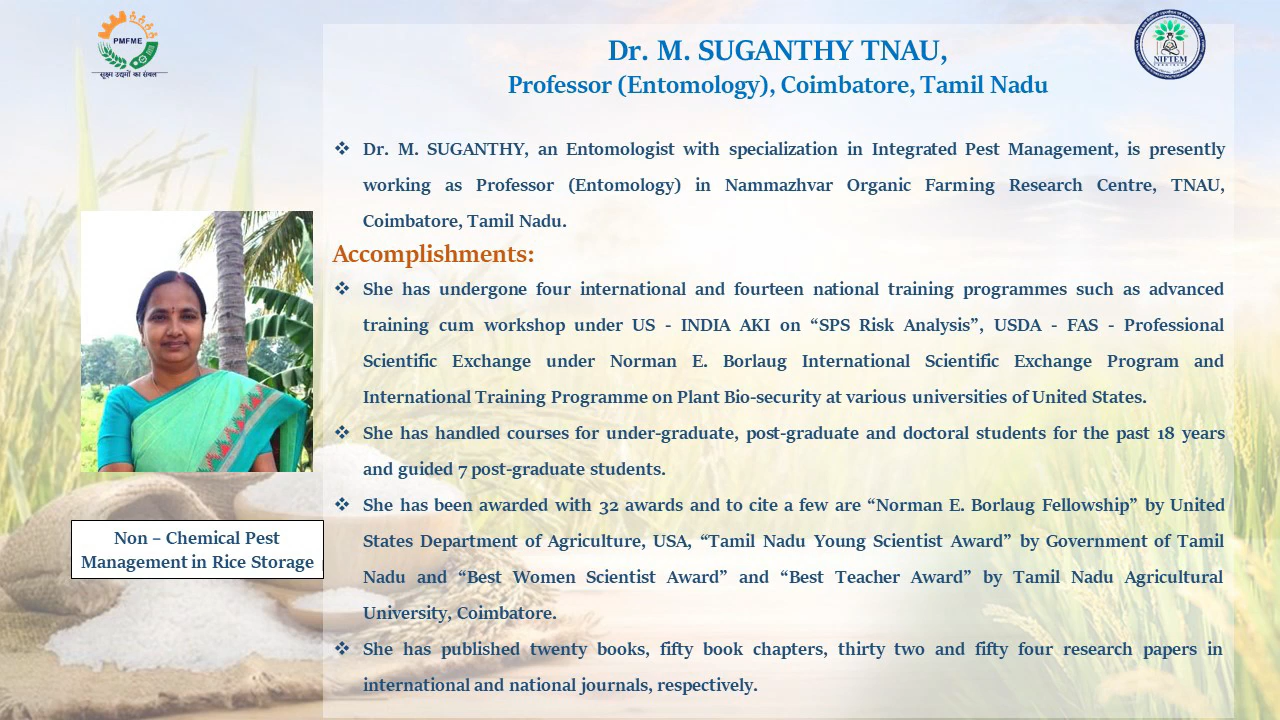 PMFME
सूक्ष्म उद्यमों का संबल
NIFTEM
Dr. M. SUGANTHY TNAU,
Professor (Entomology), Coimbatore, Tamil Nadu
❖ Dr. M. SUGANTHY, an Entomologist with specialization in Integrated Pest Management, is presently
working as Professor (Entomology) in Nammazhvar Organic Farming Research Centre, TNAU,
Coimbatore, Tamil Nadu.
Accomplishments:
❖ She has undergone four international and fourteen national training programmes such as advanced
training cum workshop under US - INDIA AKI on “SPS Risk Analysis”, USDA - FAS - Professional
Scientific Exchange under Norman E. Borlaug International Scientific Exchange Program and
International Training Programme on Plant Bio-security at various universities of United States.
❖ She has handled courses for under-graduate, post-graduate and doctoral students for the past 18 years
and guided 7 post-graduate students.
❖ She has been awarded with 32 awards and to cite a few are “Norman E. Borlaug Fellowship” by United
States Department of Agriculture, USA, “Tamil Nadu Young Scientist Award” by Government of Tamil
Nadu and “Best Women Scientist Award” and “Best Teacher Award” by Tamil Nadu Agricultural
University, Coimbatore.
❖ She has published twenty books, fifty book chapters, thirty two and fifty four research papers in
international and national journals, respectively.
Non – Chemical Pest
Management in Rice Storage